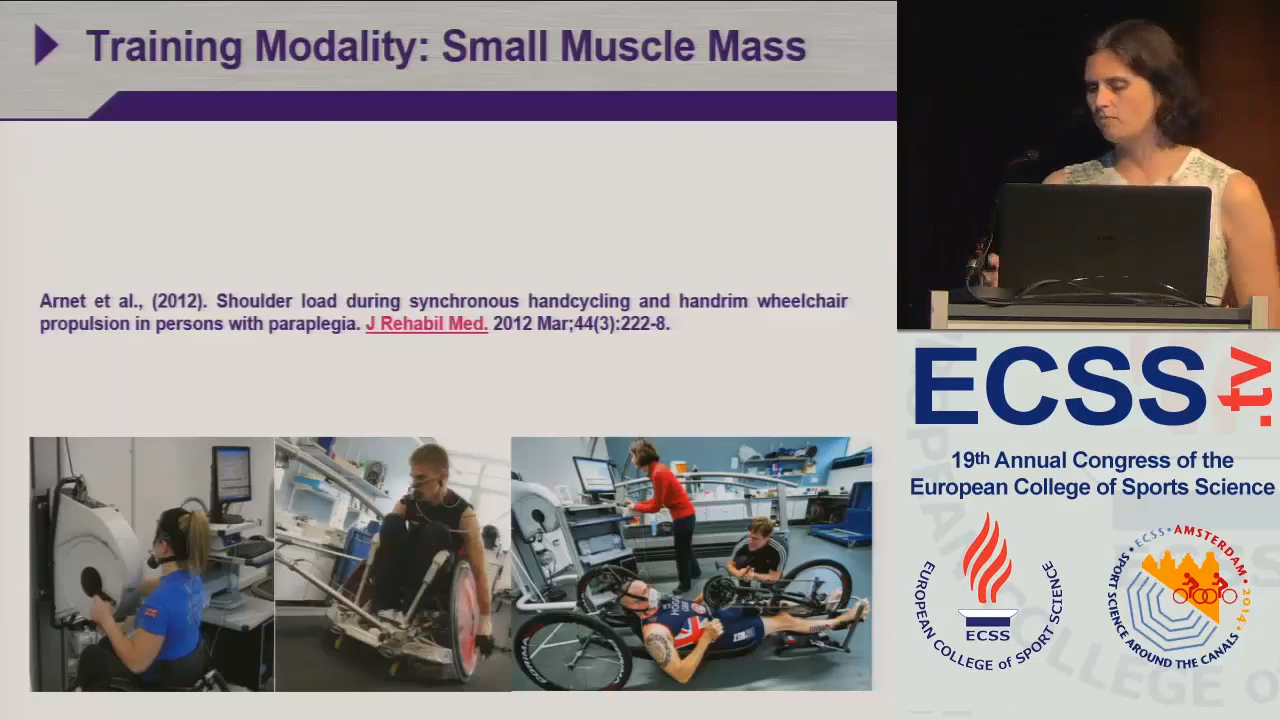 Training Modality: Small Muscle Mass
Arnet et al., (2012). Shoulder load during synchronous handcycling and handrim wheelchair
propulsion in persons with paraplegia. J Rehabil Med. 2012 Mar;44(3):222-8.
ECSS.tv
19th Annual Congress of the
European College of Sports Science
EUROPEAN COLLEGE of SPORT SCIENCE
ECSS
ECSS • AMSTERDAM • 2014 •
SPORT SCIENCE AROUND THE CANALS